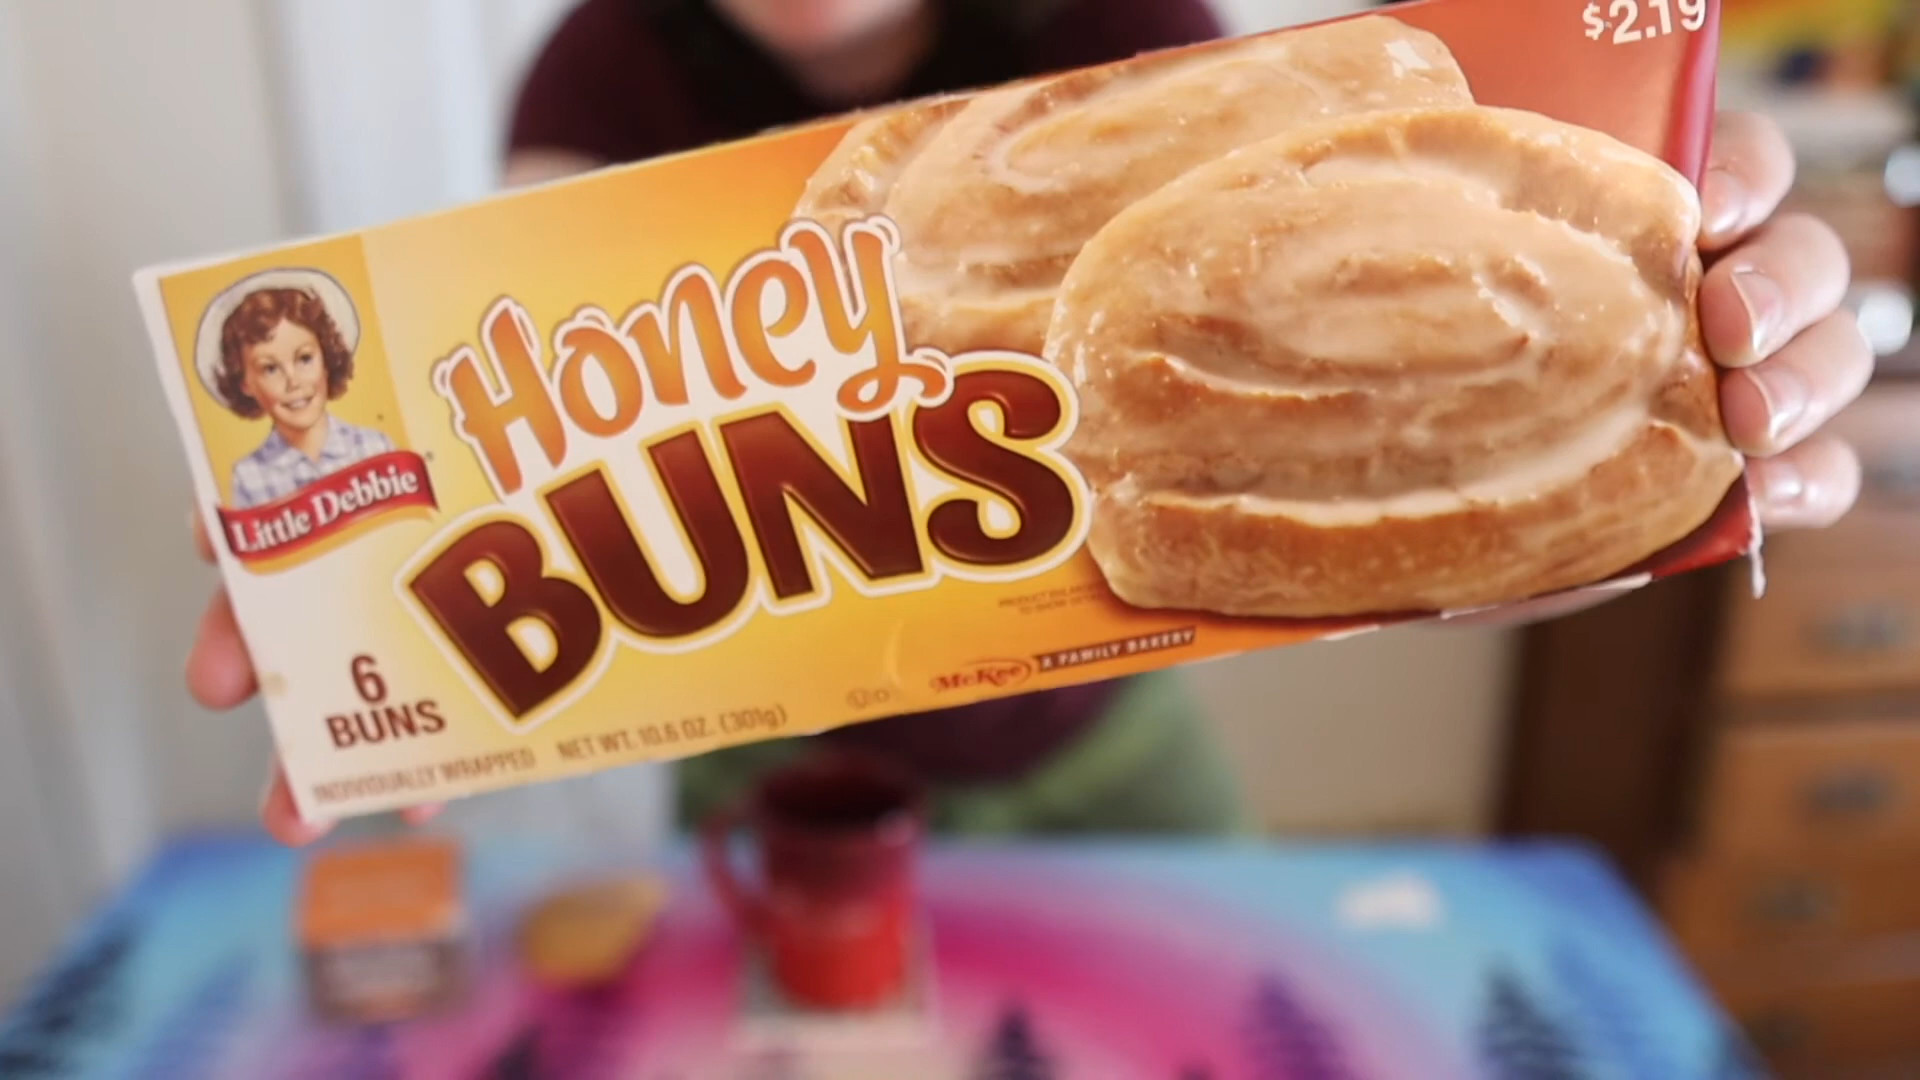 $2.19
Honey
BUNS
Little Debbie
6
BUNS
INDIVIDUALLY WRAPPED NET WT. 10.6 OZ. (301g)
McKee A FAMILY BAKERY